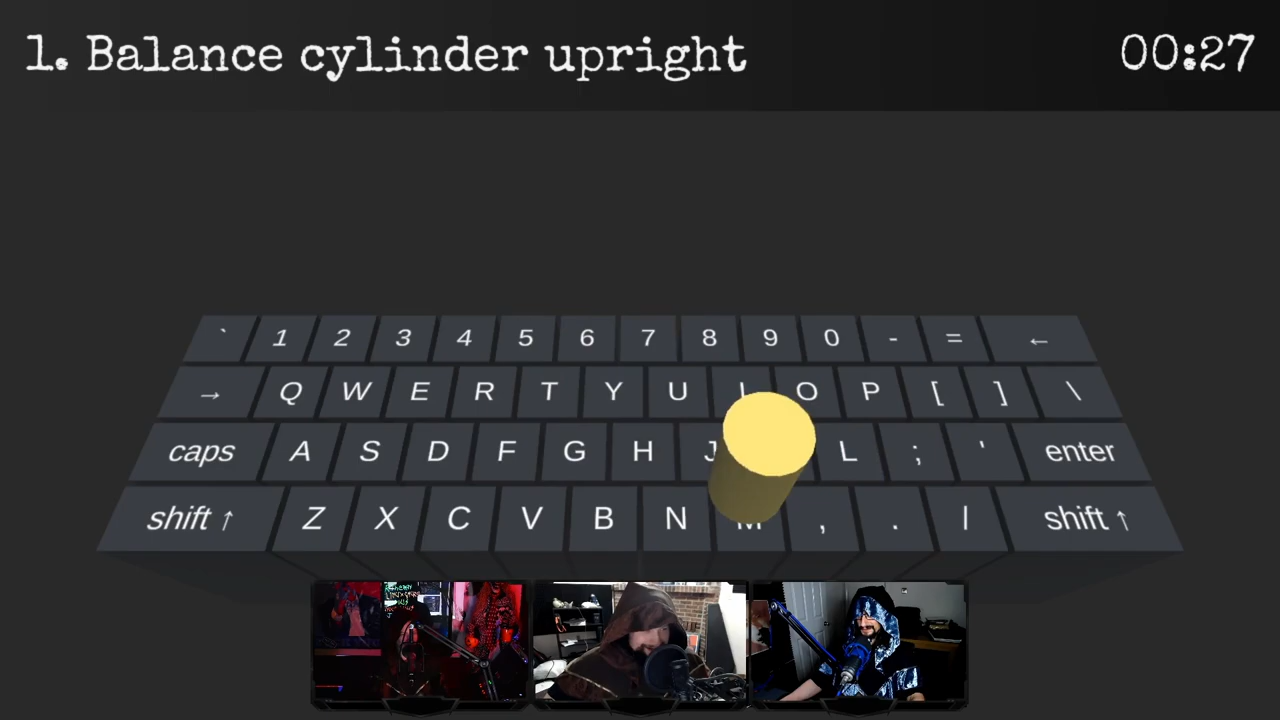 1. Balance cylinder upright 00:27
` 1 2 3 4 5 6 7 8 9 0 - = ←
→ Q W E R T Y U I O P [ ] \
caps A S D F G H J L ; ' enter
shift ↑ Z X C V B N M , . / shift ↑